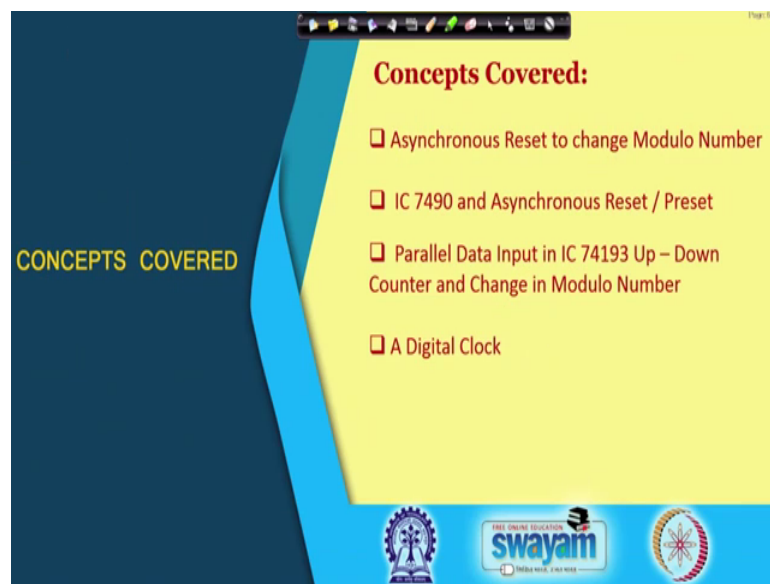 CONCEPTS COVERED
Concepts Covered:
❑ Asynchronous Reset to change Modulo Number
❑ IC 7490 and Asynchronous Reset / Preset
❑ Parallel Data Input in IC 74193 Up – Down
Counter and Change in Modulo Number
❑ A Digital Clock
FREE ONLINE EDUCATION
swayam